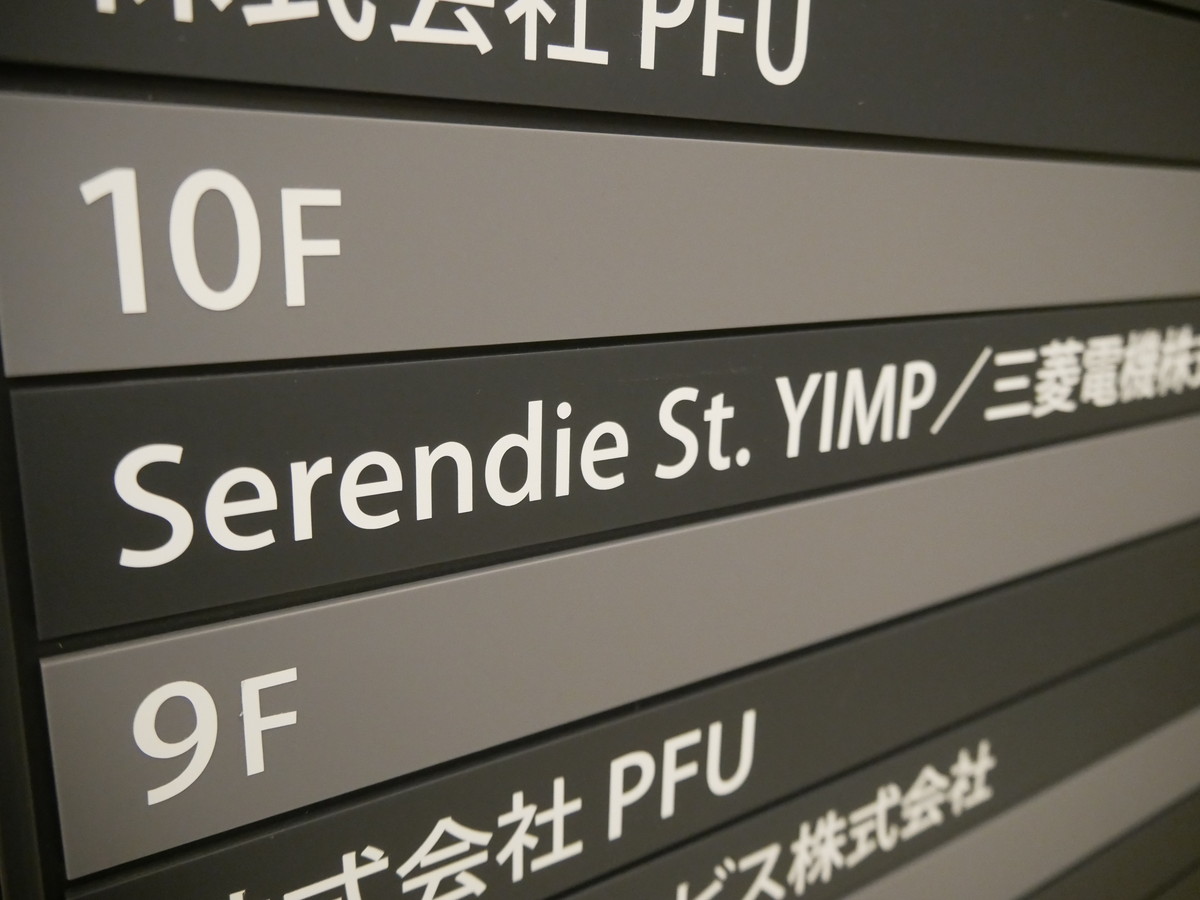 株式会社 PFU
10F
Serendie St. YIMP／三菱電機株
9F
株式会社 PFU
ビス株式会社